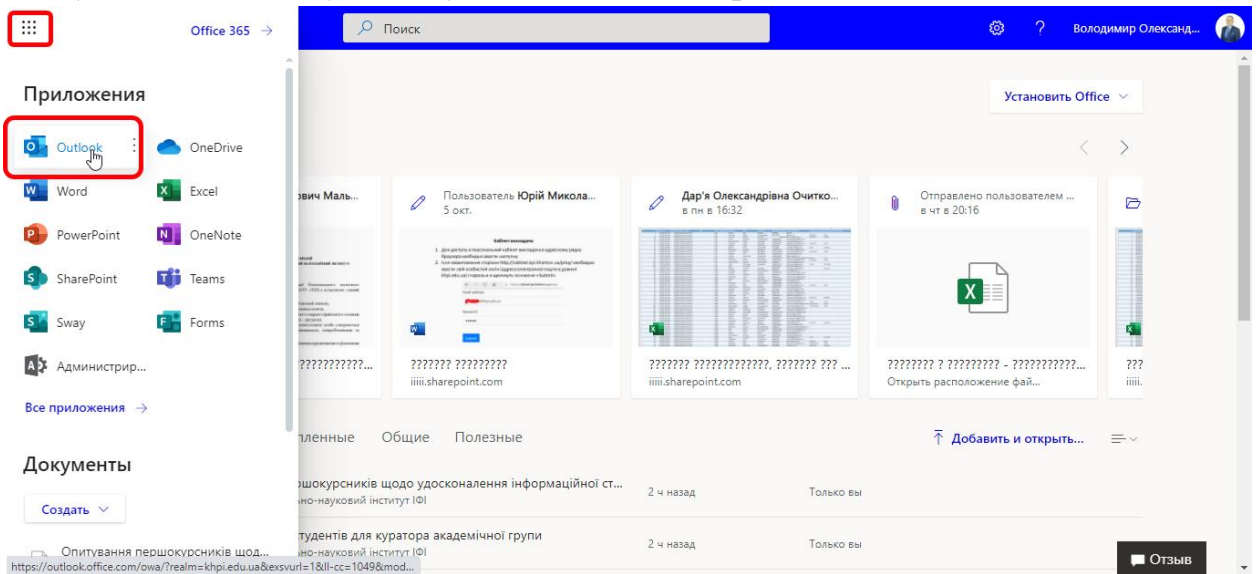 Office 365 →
Поиск
?
Володимир Олександ...
Приложения
Outlook
OneDrive
Word
Excel
PowerPoint
OneNote
SharePoint
Teams
Sway
Forms
Администрир...
Все приложения →
Документы
Создать
Опитування першокурсників щод...
https://outlook.office.com/owa/?realm=khpi.edu.ua&exsvurl=1&ll-cc=1049&mod...
Установить Office
ович Маль...
Пользователь Юрій Микола...
5 окт.
Дар'я Олександрівна Очитко...
в пн в 16:32
Отправлено пользователем ...
в чт в 20:16
Кабінет викладача
???????????...
??????? ?????????
iiiii.sharepoint.com
??????? ?????????????, ??????? ??? ...
iiiii.sharepoint.com
???????? ? ????????? - ???????????...
Открыть расположение фай...
???
iiiii.
пленные
Общие
Полезные
Добавить и открыть...
ршокурсників щодо удосконалення інформаційної ст...
ьно-науковий інститут ІФІ
2 ч назад
Только вы
тудентів для куратора академічної групи
ьно-науковий інститут ІФІ
2 ч назад
Только вы
Отзыв